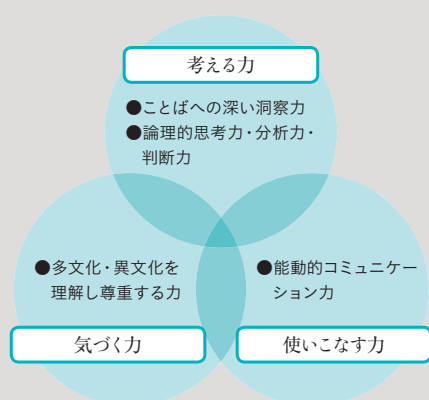 考える力
●ことばへの深い洞察力
●論理的思考力・分析力・
判断力
●多文化・異文化を
理解し尊重する力
気づく力
●能動的コミュニケー
ション力
使いこなす力